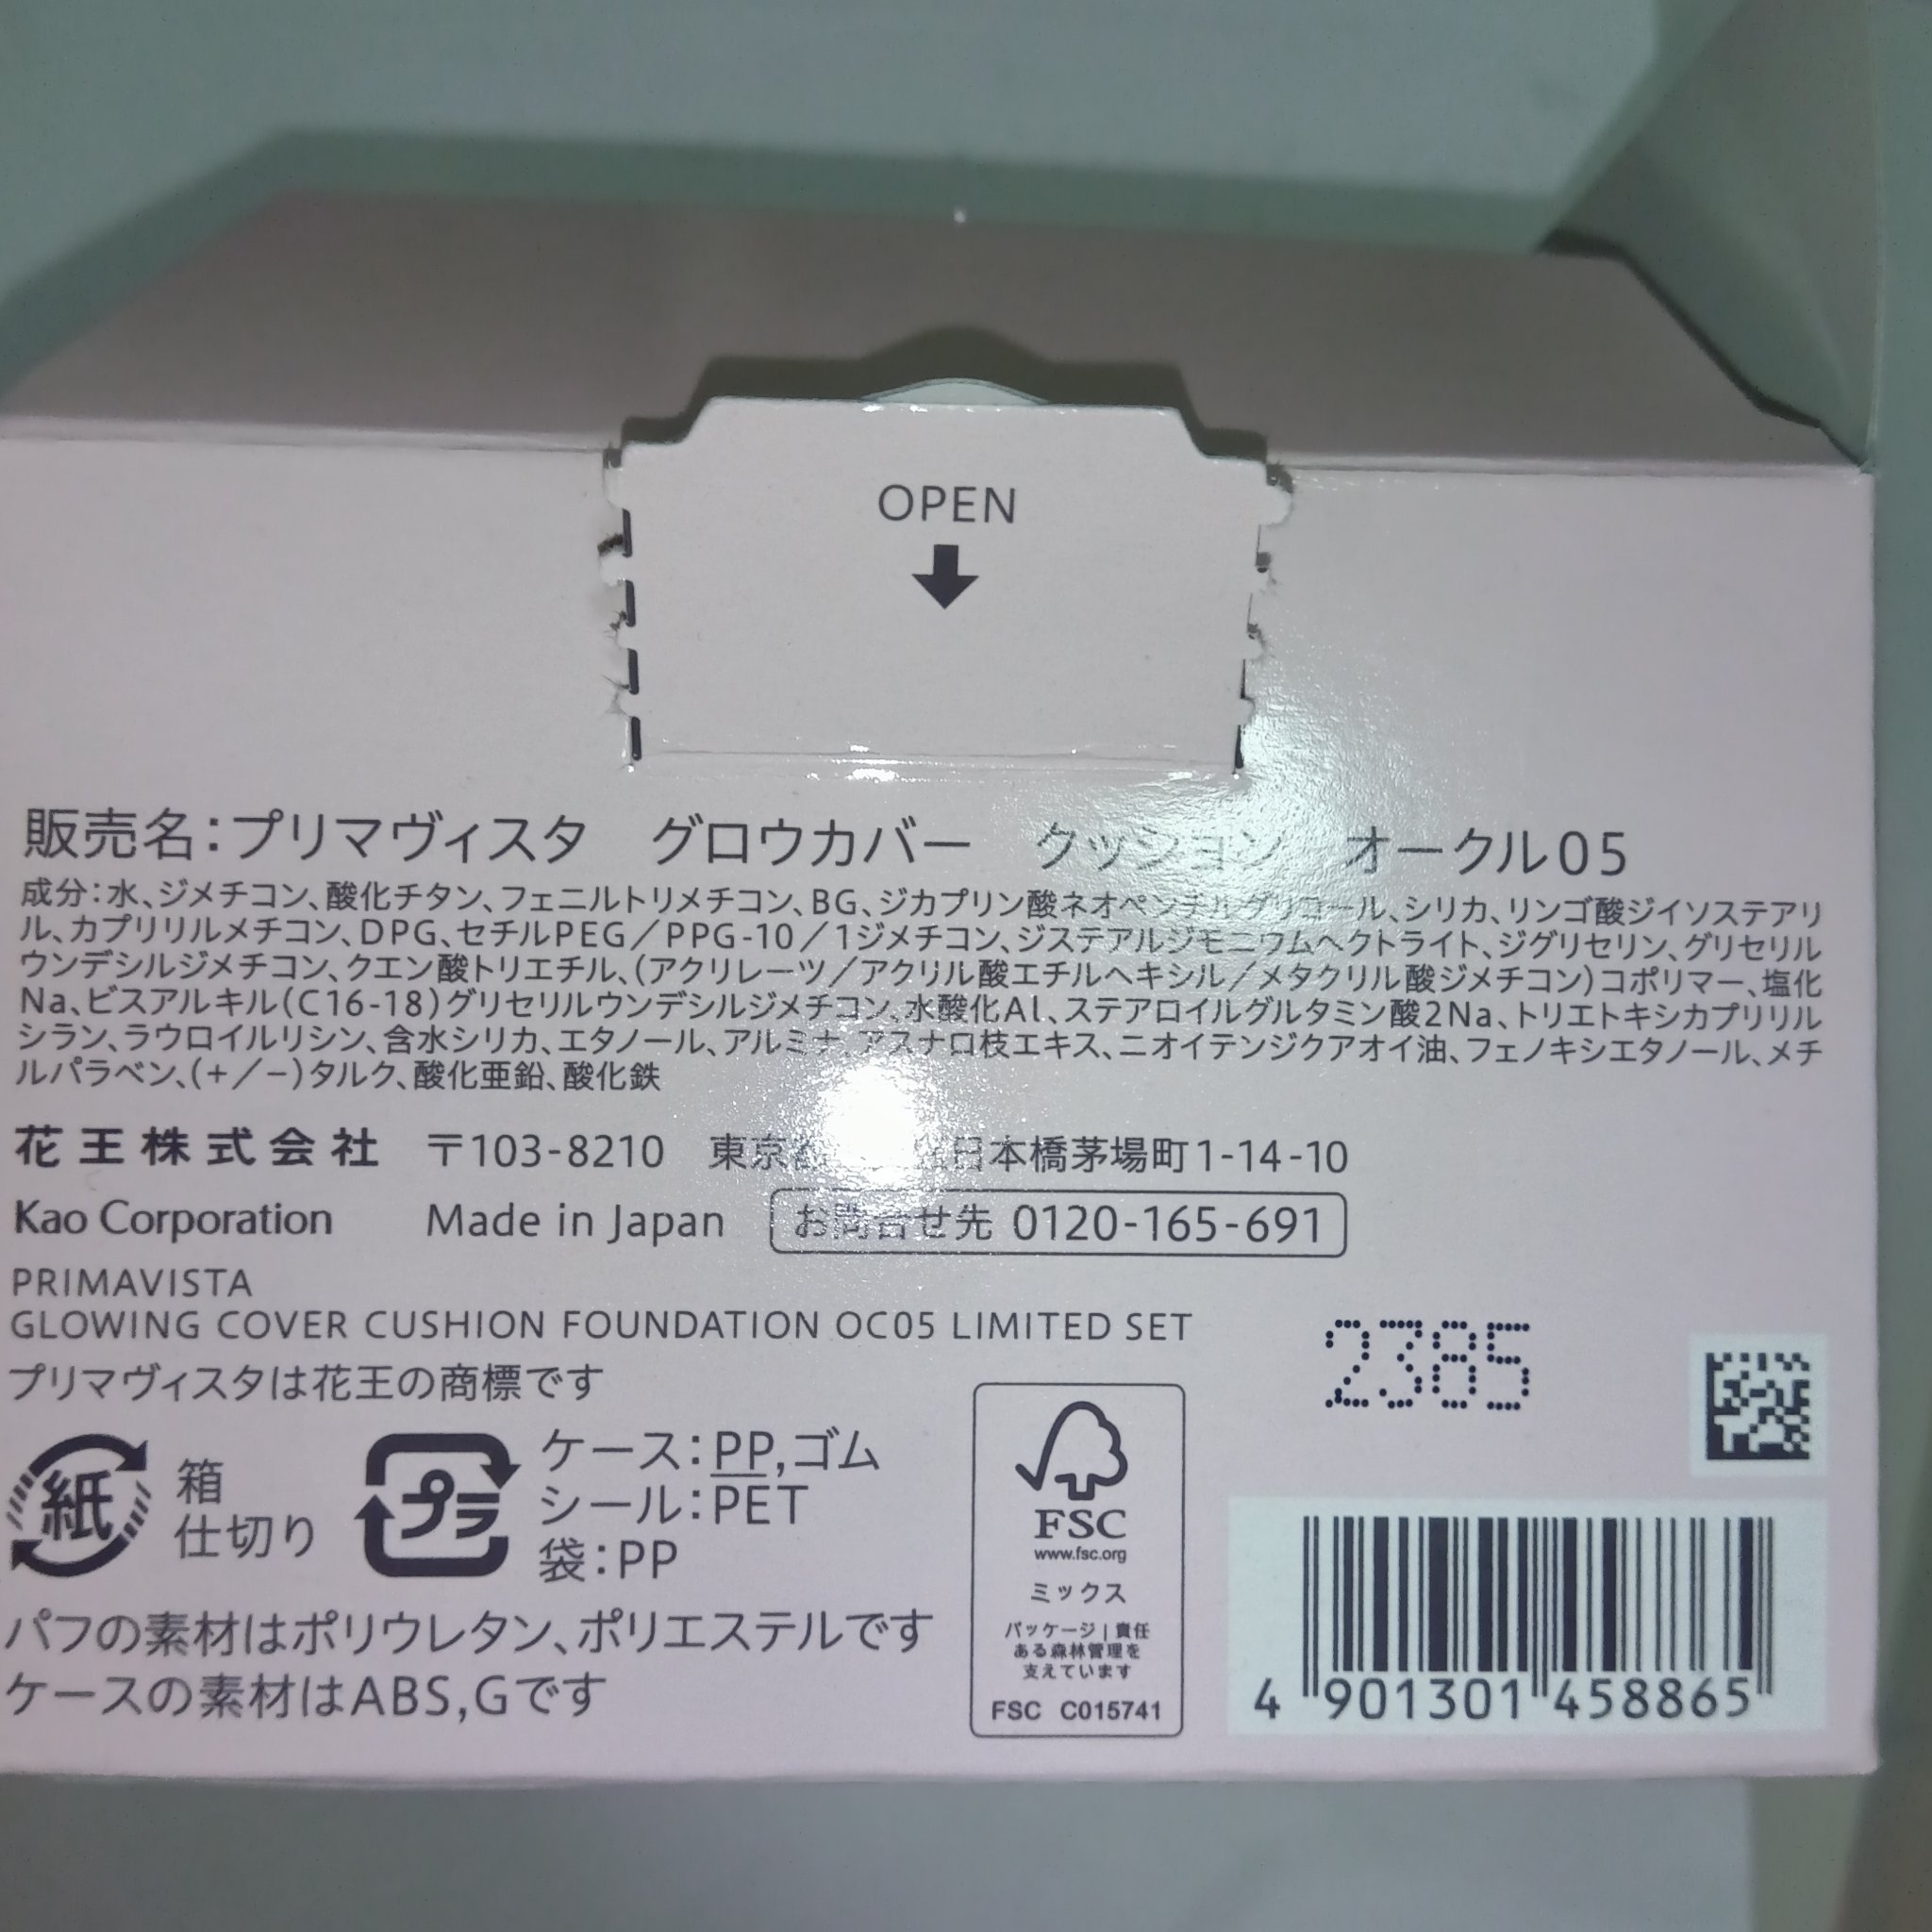 OPEN
販売名：プリマヴィスタ　グロウカバー　クッション　オークル05
成分：水、ジメチコン、酸化チタン、フェニルトリメチコン、BG、ジカプリン酸ネオペンチルグリコール、シリカ、リンゴ酸ジイソステアリ
ル、カプリリルメチコン、DPG、セチルPEG／PPG-10／1ジメチコン、ジステアルジモニウムヘクトライト、ジグリセリン、グリセリル
ウンデシルジメチコン、クエン酸トリエチル、(アクリレーツ／アクリル酸エチルヘキシル／メタクリル酸ジメチコン)コポリマー、塩化
Na、ビスアルキル(C16-18)グリセリルウンデシルジメチコン、水酸化Al、ステアロイルグルタミン酸2Na、トリエトキシカプリリル
シラン、ラウロイルリシン、含水シリカ、エタノール、アルミナ、アスナロ枝エキス、ニオイテンジクアオイ油、フェノキシエタノール、メチ
ルパラベン、(+／−)タルク、酸化亜鉛、酸化鉄
花王株式会社　〒103-8210　東京 日本橋茅場町1-14-10
Kao Corporation　Made in Japan　お問合せ先 0120-165-691
PRIMAVISTA
GLOWING COVER CUSHION FOUNDATION OC05 LIMITED SET
プリマヴィスタは花王の商標です
2385
紙
箱
仕切り
プラ
ケース：PP,ゴム
シール：PET
袋：PP
パフの素材はポリウレタン、ポリエステルです
ケースの素材はABS,Gです
FSC
www.fsc.org
ミックス
パッケージ｜責任
ある森林管理を
支えています
FSC C015741
4 901301 458865